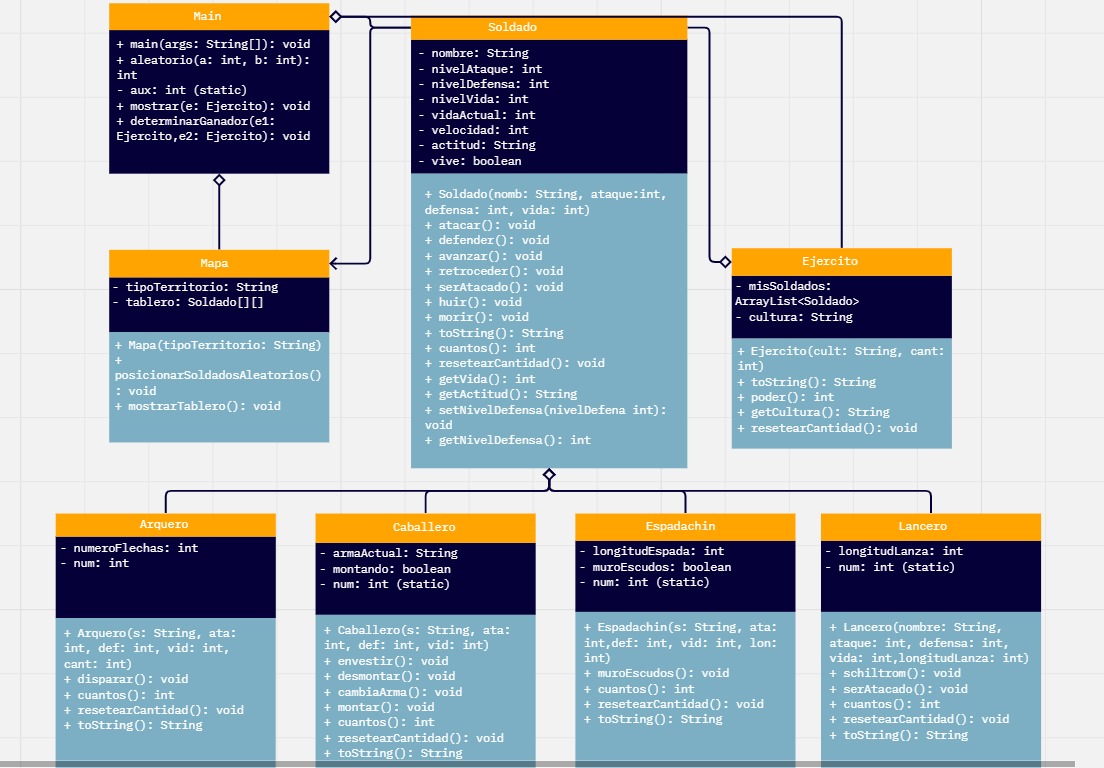 Main
+ main(args: String[]): void
+ aleatorio(a: int, b: int):
int
- aux: int (static)
+ mostrar(e: Ejercito): void
+ determinarGanador(e1:
Ejercito,e2: Ejercito): void
Soldado
- nombre: String
- nivelAtaque: int
- nivelDefensa: int
- nivelVida: int
- vidaActual: int
- velocidad: int
- actitud: String
- vive: boolean
+ Soldado(nomb: String, ataque:int,
defensa: int, vida: int)
+ atacar(): void
+ defender(): void
+ avanzar(): void
+ retroceder(): void
+ serAtacado(): void
+ huir(): void
+ morir(): void
+ toString(): String
+ cuantos(): int
+ resetearCantidad(): void
+ getVida(): int
+ getActitud(): String
+ setNivelDefensa(nivelDefena int):
void
+ getNivelDefensa(): int
Mapa
- tipoTerritorio: String
- tablero: Soldado[][]
+ Mapa(tipoTerritorio: String)
+
posicionarSoldadosAleatorios()
: void
+ mostrarTablero(): void
Ejercito
- misSoldados:
ArrayList<Soldado>
- cultura: String
+ Ejercito(cult: String, cant:
int)
+ toString(): String
+ poder(): int
+ getCultura(): String
+ resetearCantidad(): void
Arquero
- numeroFlechas: int
- num: int
+ Arquero(s: String, ata:
int, def: int, vid: int,
cant: int)
+ disparar(): void
+ cuantos(): int
+ resetearCantidad(): void
+ toString(): String
Caballero
- armaActual: String
- montando: boolean
- num: int (static)
+ Caballero(s: String, ata:
int, def: int, vid: int)
+ envestir(): void
+ desmontar(): void
+ cambiaArma(): void
+ montar(): void
+ cuantos(): int
+ resetearCantidad(): void
+ toString(): String
Espadachin
- longitudEspada: int
- muroEscudos: boolean
- num: int (static)
+ Espadachin(s: String, ata:
int,def: int, vid: int, lon:
int)
+ muroEscudos(): void
+ cuantos(): int
+ resetearCantidad(): void
+ toString(): String
Lancero
- longitudLanza: int
- num: int (static)
+ Lancero(nombre: String,
ataque: int, defensa: int,
vida: int,longitudLanza: int)
+ schiltrom(): void
+ serAtacado(): void
+ cuantos(): int
+ resetearCantidad(): void
+ toString(): String